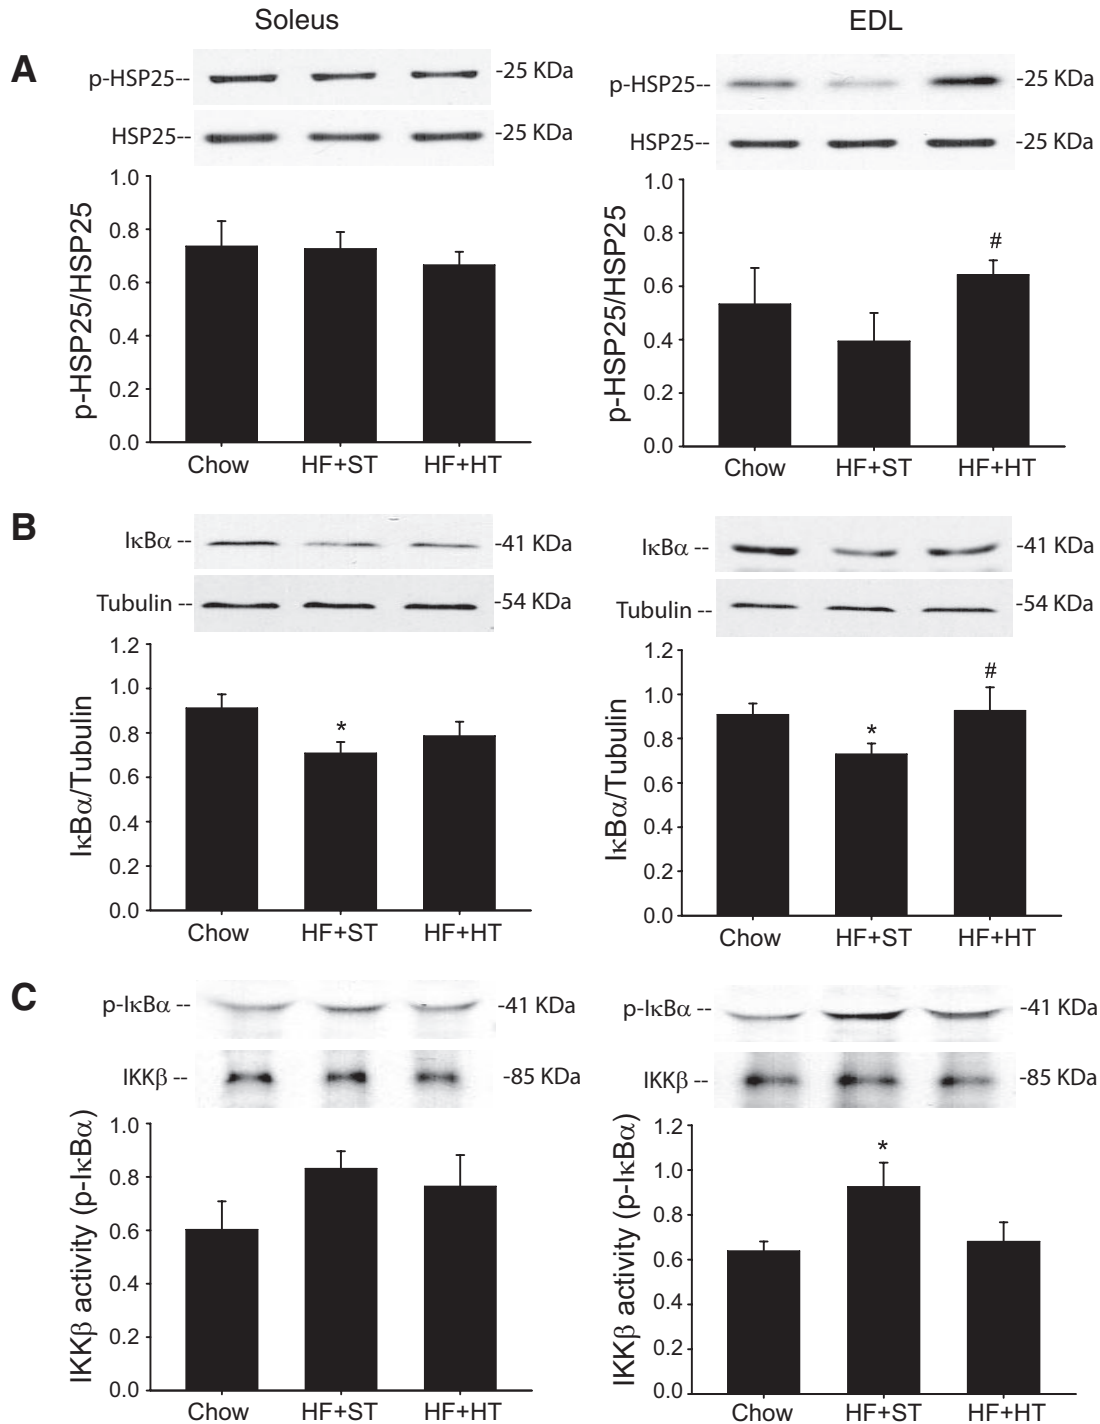 Soleus
EDL
A
p-HSP25--
-25 KDa
HSP25--
-25 KDa
p-HSP25/HSP25
1.0
0.8
0.6
0.4
0.2
0.0
Chow HF+ST HF+HT
p-HSP25--
-25 KDa
HSP25--
-25 KDa
p-HSP25/HSP25
1.0
0.8
0.6
0.4
0.2
0.0
#
Chow HF+ST HF+HT
B
IκBα --
-41 KDa
Tubulin --
-54 KDa
IκBα/Tubulin
1.2
1.0
0.8
0.6
0.4
0.2
0.0
*
Chow HF+ST HF+HT
IκBα --
-41 KDa
Tubulin --
-54 KDa
IκBα/Tubulin
1.2
1.0
0.8
0.6
0.4
0.2
0.0
*
#
Chow HF+ST HF+HT
C
p-IκBα --
-41 KDa
IKKβ --
-85 KDa
IKKβ activity (p-IκBα)
1.0
0.8
0.6
0.4
0.2
0.0
Chow HF+ST HF+HT
p-IκBα --
-41 KDa
IKKβ --
-85 KDa
IKKβ activity (p-IκBα)
1.2
1.0
0.8
0.6
0.4
0.2
0.0
*
Chow HF+ST HF+HT